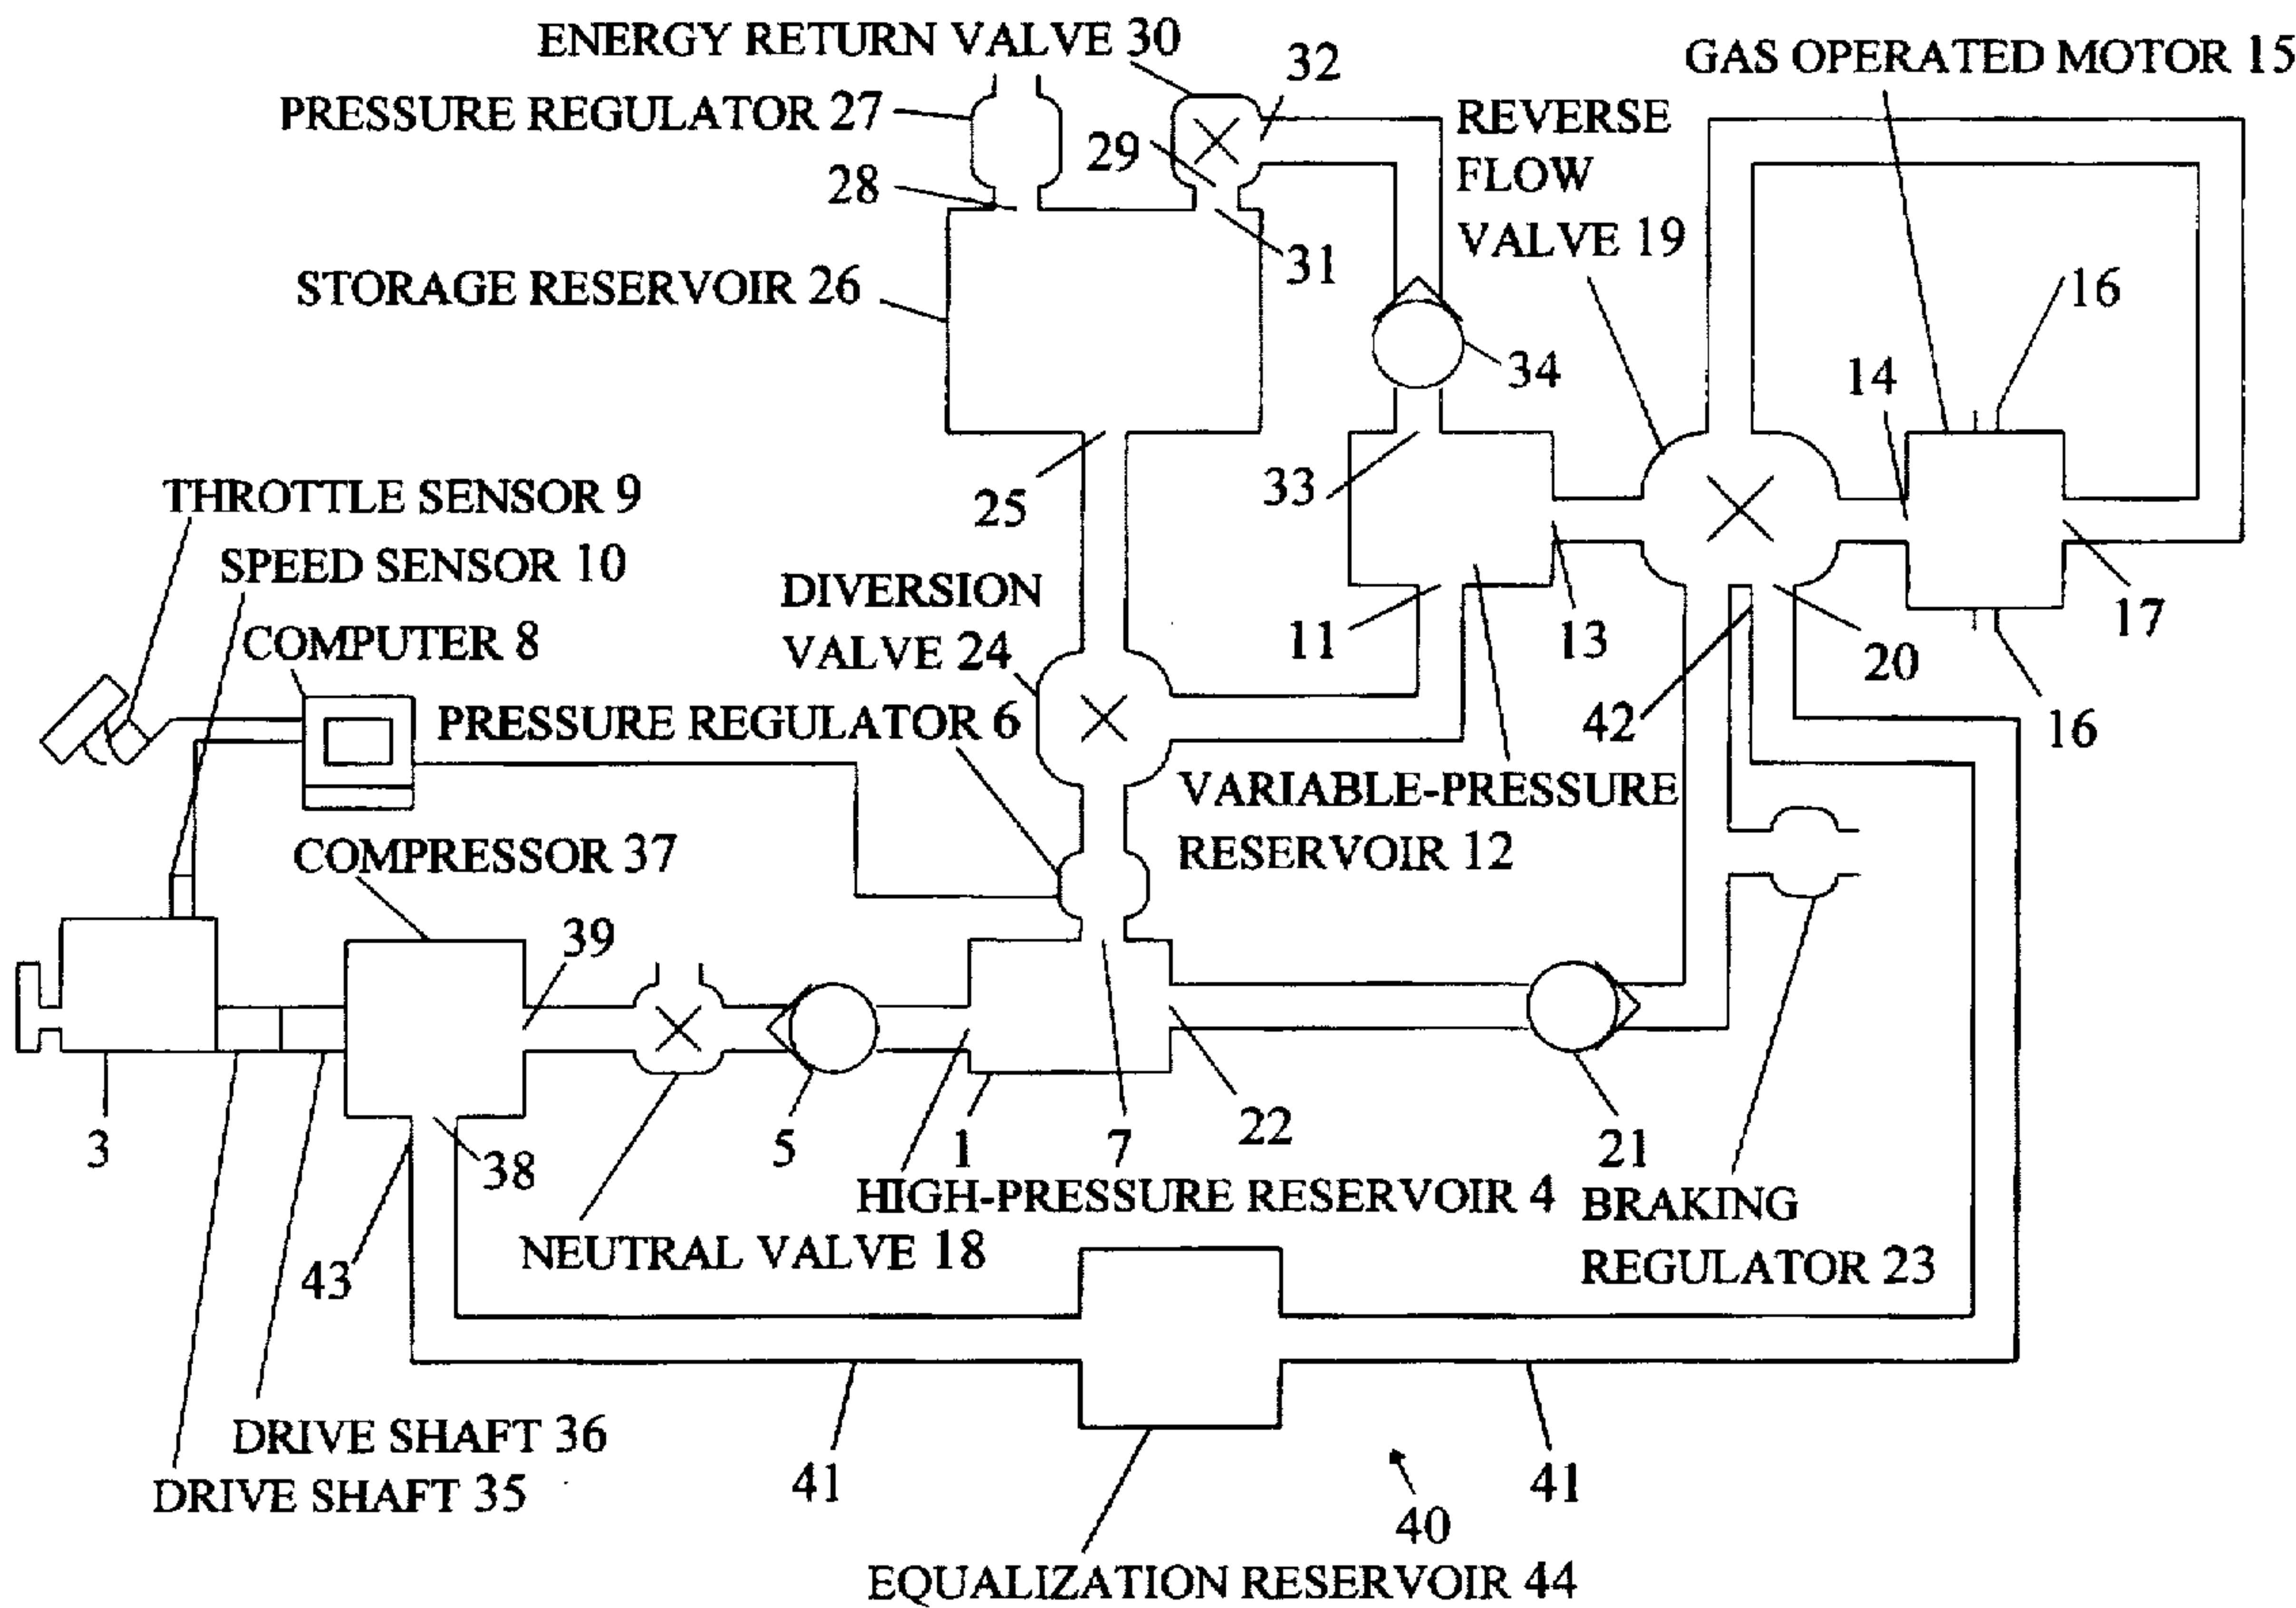 ENERGY RETURN VALVE 30
32
GAS OPERATED MOTOR 15
PRESSURE REGULATOR 27
REVERSE
FLOW
VALVE 19
29
28
31
16
STORAGE RESERVOIR 26
34
14
33
25
THROTTLE SENSOR 9
SPEED SENSOR 10
DIVERSION
VALVE 24
COMPUTER 8
11
13
17
20
42
16
PRESSURE REGULATOR 6
VARIABLE-PRESSURE
RESERVOIR 12
COMPRESSOR 37
39
3
38
5
1
7
22
21
HIGH-PRESSURE RESERVOIR 4
BRAKING
REGULATOR 23
NEUTRAL VALVE 18
43
DRIVE SHAFT 36
DRIVE SHAFT 35
41
41
40
EQUALIZATION RESERVOIR 44